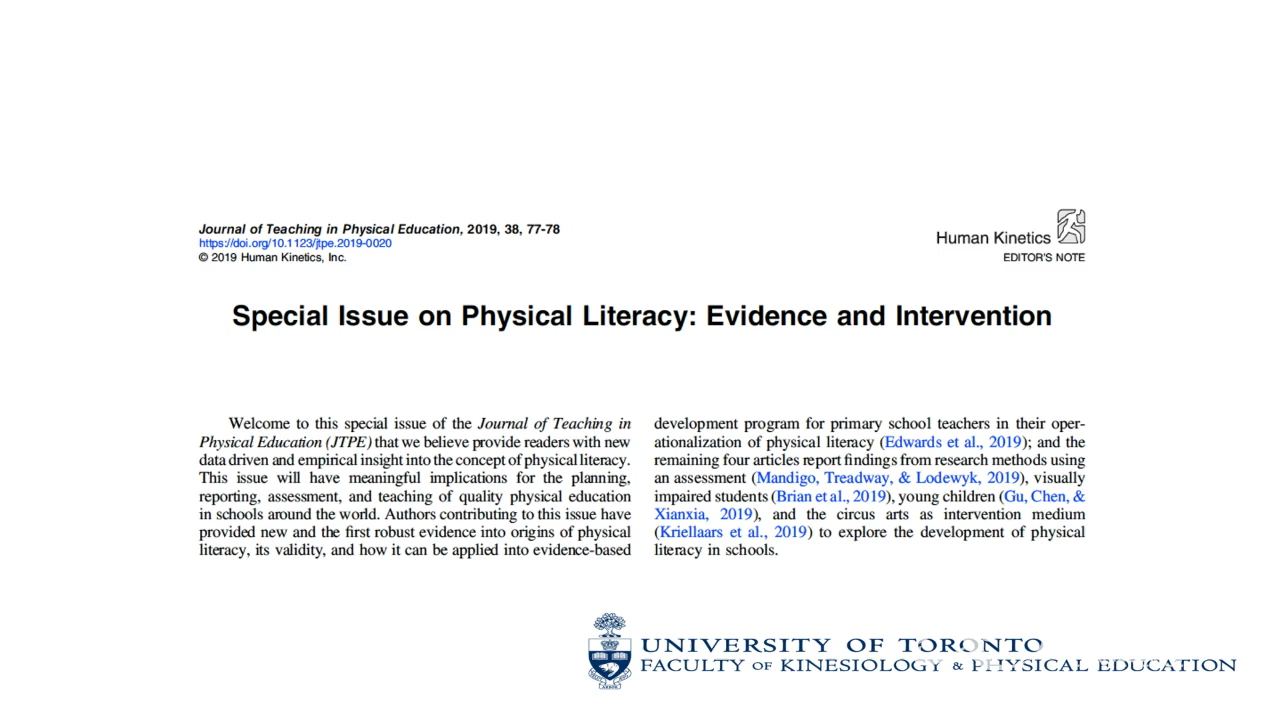 Journal of Teaching in Physical Education, 2019, 38, 77-78
https://doi.org/10.1123/jtpe.2019-0020
© 2019 Human Kinetics, Inc.
Human Kinetics
EDITOR'S NOTE
Special Issue on Physical Literacy: Evidence and Intervention
Welcome to this special issue of the Journal of Teaching in
Physical Education (JTPE) that we believe provide readers with new
data driven and empirical insight into the concept of physical literacy.
This issue will have meaningful implications for the planning,
reporting, assessment, and teaching of quality physical education
in schools around the world. Authors contributing to this issue have
provided new and the first robust evidence into origins of physical
literacy, its validity, and how it can be applied into evidence-based
development program for primary school teachers in their oper-
ationalization of physical literacy (Edwards et al., 2019); and the
remaining four articles report findings from research methods using
an assessment (Mandigo, Treadway, & Lodewyk, 2019), visually
impaired students (Brian et al., 2019), young children (Gu, Chen, &
Xianxia, 2019), and the circus arts as intervention medium
(Kriellaars et al., 2019) to explore the development of physical
literacy in schools.
UNIVERSITY OF TORONTO
FACULTY OF KINESIOLOGY & PHYSICAL EDUCATION